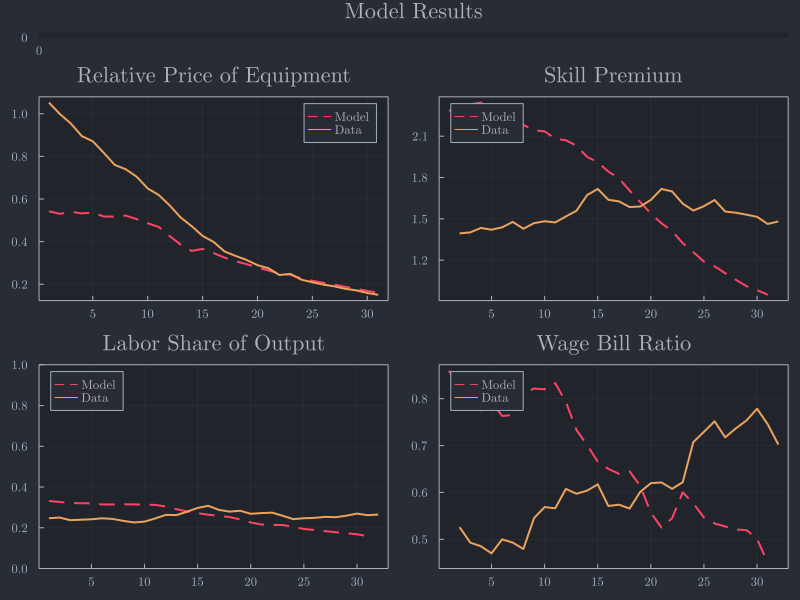 Model Results
0
0
Relative Price of Equipment
Model
Data
1.0
0.8
0.6
0.4
0.2
5 10 15 20 25 30
Skill Premium
Model
Data
2.1
1.8
1.5
1.2
5 10 15 20 25 30
Labor Share of Output
Model
Data
1.0
0.8
0.6
0.4
0.2
0.0
5 10 15 20 25 30
Wage Bill Ratio
Model
Data
0.8
0.7
0.6
0.5
5 10 15 20 25 30